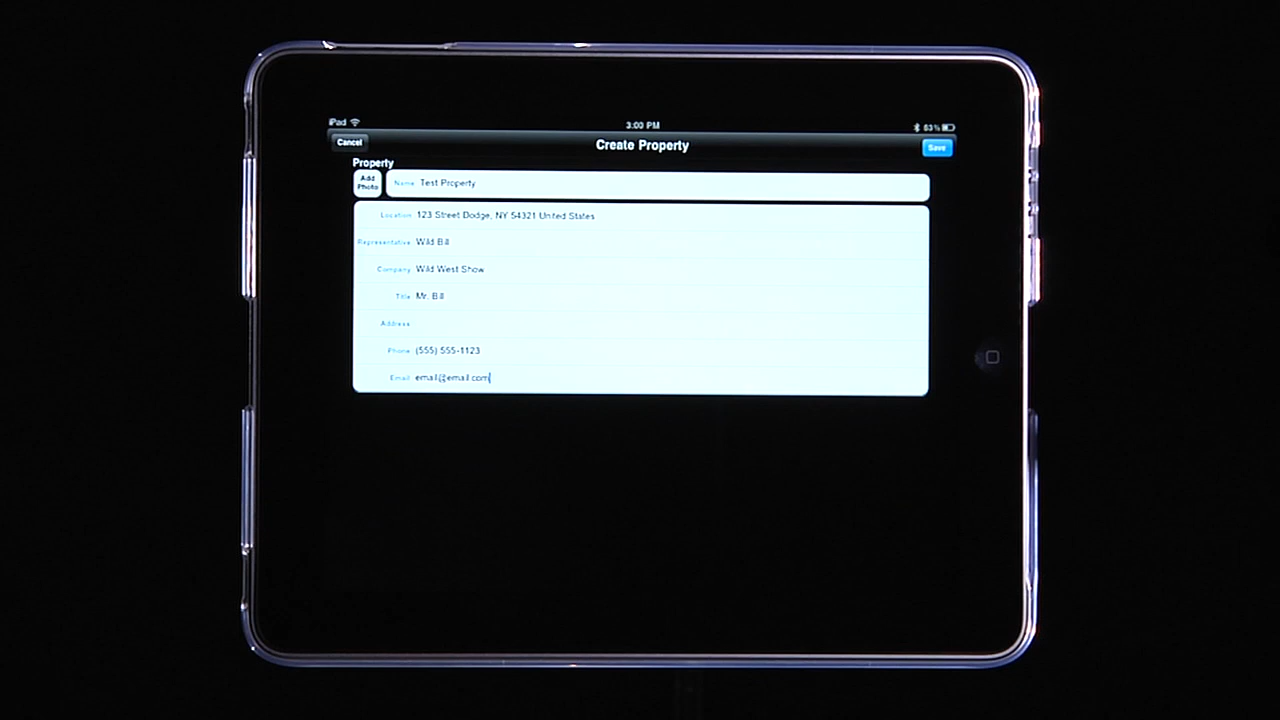 iPad 3:00 PM 63%
Cancel Create Property Save
Property
Add Photo
Name Test Property
Location 123 Street Dodge, NY 54321 United States
Representative Wild Bill
Company Wild West Show
Title Mr. Bill
Address
Phone (555) 555-1123
Email email@email.com